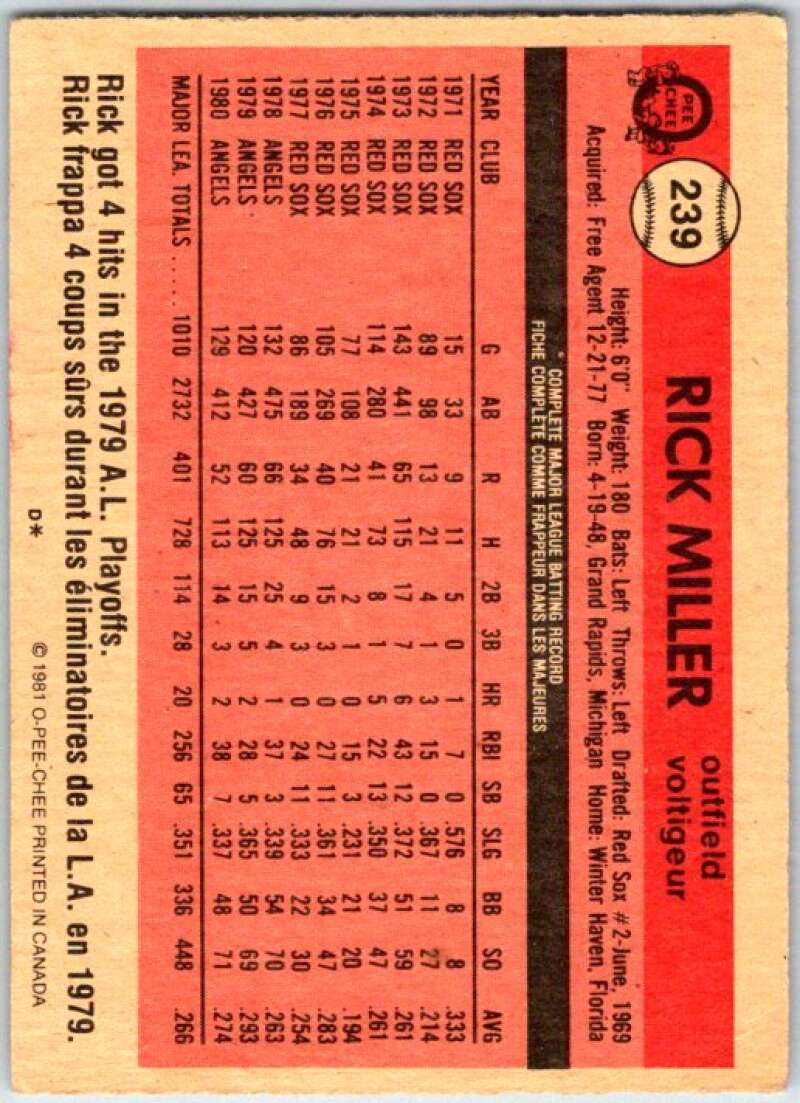 O PEE CHEE
239
RICK MILLER
outfield
voltigeur
Height: 6'0" Weight: 180 Bats: Left Throws: Left Drafted: Red Sox #2-June, 1969
Acquired: Free Agent 12-21-77 Born: 4-19-48, Grand Rapids, Michigan Home: Winter Haven, Florida
* COMPLETE MAJOR LEAGUE BATTING RECORD
FICHE COMPLÈTE COMME FRAPPEUR DANS LES MAJEURES
YEAR CLUB G AB R H 2B 3B HR RBI SB SLG BB SO AVG
1971 RED SOX 15 33 9 11 5 0 1 7 0 .576 8 8 .333
1972 RED SOX 89 98 13 21 4 1 3 15 0 .367 11 27 .214
1973 RED SOX 143 441 65 115 17 7 6 43 12 .372 51 59 .261
1974 RED SOX 114 280 41 73 8 1 5 22 13 .350 37 47 .261
1975 RED SOX 77 108 21 21 2 1 0 15 3 .231 21 20 .194
1976 RED SOX 105 269 40 76 15 3 0 27 11 .361 34 47 .283
1977 RED SOX 86 189 34 48 9 3 0 24 11 .333 22 30 .254
1978 ANGELS 132 475 66 125 25 4 1 37 3 .339 54 70 .263
1979 ANGELS 120 427 60 125 15 5 2 28 5 .365 50 69 .293
1980 ANGELS 129 412 52 113 14 3 2 38 7 .337 48 71 .274
MAJOR LEA. TOTALS ..... 1010 2732 401 728 114 28 20 256 65 .351 336 448 .266
Rick got 4 hits in the 1979 A.L. Playoffs.
Rick frappa 4 coups sûrs durant les éliminatoires de la L.A. en 1979.
D* © 1981 O-PEE-CHEE PRINTED IN CANADA